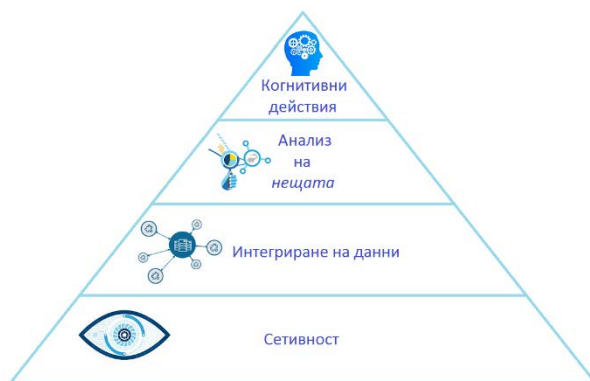 Когнитивни
действия
Анализ
на
нещата
Интегриране на данни
Сетивност